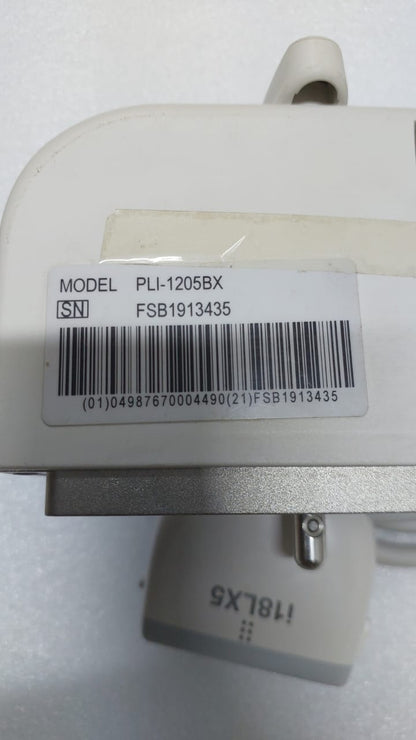 MODEL PLI-1205BX
SN FSB1913435
(01)04987670004490(21)FSB1913435
i18LX5